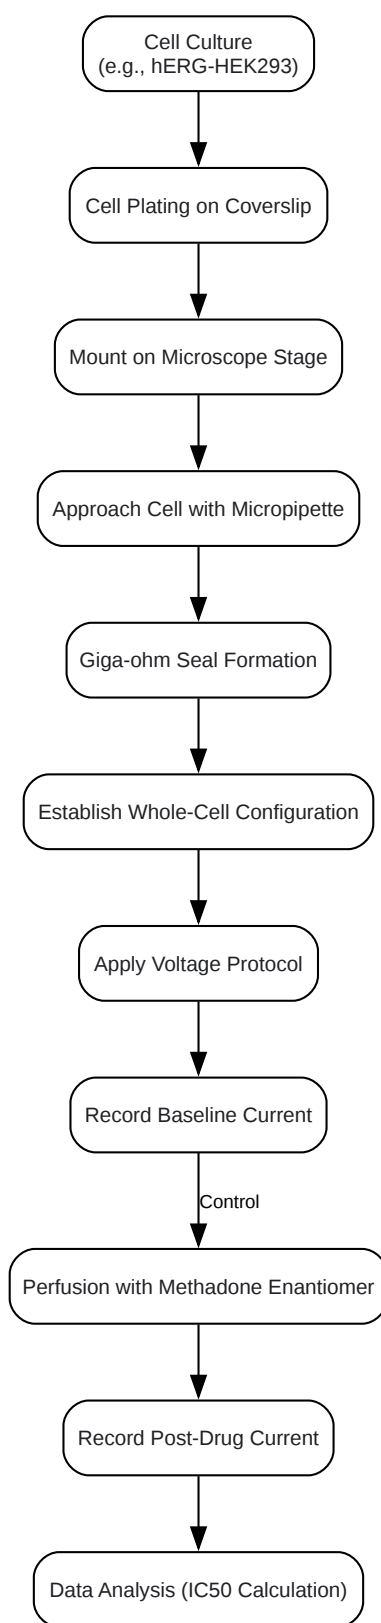 Cell Culture
(e.g., hERG-HEK293)
Cell Plating on Coverslip
Mount on Microscope Stage
Approach Cell with Micropipette
Giga-ohm Seal Formation
Establish Whole-Cell Configuration
Apply Voltage Protocol
Record Baseline Current
Control
Perfusion with Methadone Enantiomer
Record Post-Drug Current
Data Analysis (IC50 Calculation)